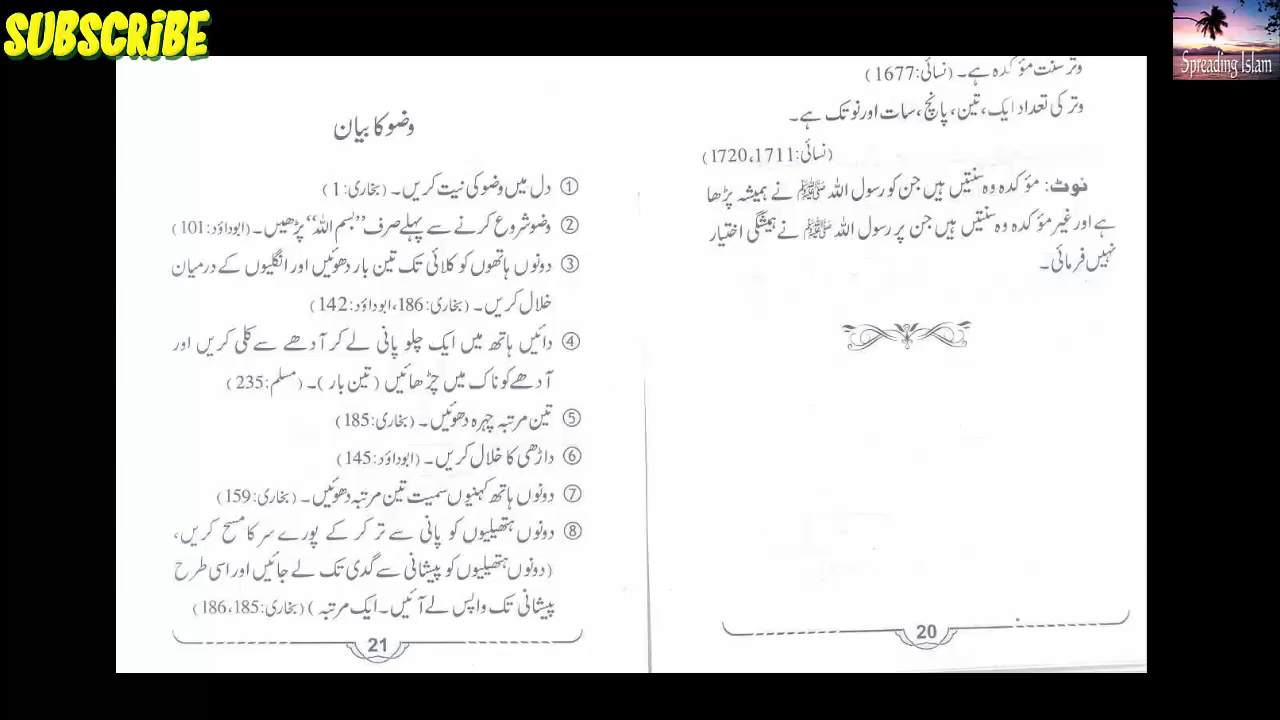 SUBSCRIBE
Spreading Islam
وتر سنت مؤکدہ ہے۔ (نسائی:1677)
وتر کی تعداد ایک، تین، پانچ، سات اور نو تک ہے۔
(نسائی:1711، 1720)
نوٹ: مؤکدہ وہ سنتیں ہیں جن کو رسول اللہ ﷺ نے ہمیشہ پڑھا
ہے اور غیر مؤکدہ وہ سنتیں ہیں جن پر رسول اللہ ﷺ نے ہمیشگی اختیار
نہیں فرمائی۔
20
وضو کا بیان
① دل میں وضو کی نیت کریں۔ (بخاری:1)
② وضو شروع کرنے سے پہلے صرف ”بسم اللہ“ پڑھیں۔ (ابوداؤد:101)
③ دونوں ہاتھوں کو کلائی تک تین بار دھوئیں اور انگلیوں کے درمیان
خلال کریں۔ (بخاری:186، ابوداؤد:142)
④ دائیں ہاتھ میں ایک چلو پانی لے کر آدھے سے کلی کریں اور
آدھے کو ناک میں چڑھائیں (تین بار)۔ (مسلم:235)
⑤ تین مرتبہ چہرہ دھوئیں۔ (بخاری:185)
⑥ داڑھی کا خلال کریں۔ (ابوداؤد:145)
⑦ دونوں ہاتھ کہنیوں سمیت تین مرتبہ دھوئیں۔ (بخاری:159)
⑧ دونوں ہتھیلیوں کو پانی سے تر کر کے پورے سر کا مسح کریں،
(دونوں ہتھیلیوں کو پیشانی سے گدی تک لے جائیں اور اسی طرح
پیشانی تک واپس لے آئیں۔ ایک مرتبہ) (بخاری:185، 186)
21